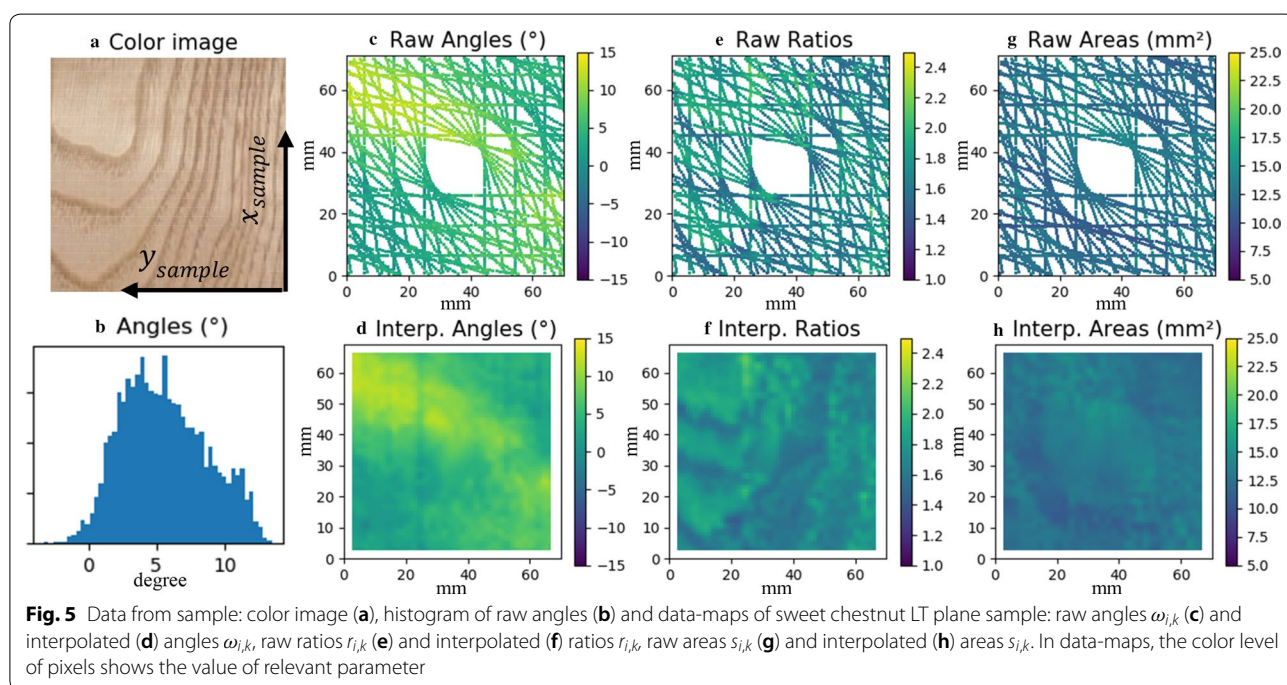 a Color image
x_sample
y_sample
b Angles (°)
0 5 10
degree
c Raw Angles (°)
60
40
20
0
mm
0 20 40 60
mm
15
10
5
0
−5
−10
−15
d Interp. Angles (°)
60
50
40
30
20
10
0
mm
0 20 40 60
mm
15
10
5
0
−5
−10
−15
e Raw Ratios
60
40
20
0
mm
0 20 40 60
mm
2.4
2.2
2.0
1.8
1.6
1.4
1.2
1.0
f Interp. Ratios
60
50
40
30
20
10
0
mm
0 20 40 60
mm
2.4
2.2
2.0
1.8
1.6
1.4
1.2
1.0
g Raw Areas (mm²)
60
40
20
0
mm
0 20 40 60
mm
25.0
22.5
20.0
17.5
15.0
12.5
10.0
7.5
5.0
h Interp. Areas (mm²)
60
50
40
30
20
10
0
mm
0 20 40 60
mm
25.0
22.5
20.0
17.5
15.0
12.5
10.0
7.5
5.0
Fig. 5 Data from sample: color image (a), histogram of raw angles (b) and data-maps of sweet chestnut LT plane sample: raw angles ω_{i,k} (c) and
interpolated (d) angles ω_{i,k}, raw ratios r_{i,k} (e) and interpolated (f) ratios r_{i,k}, raw areas s_{i,k} (g) and interpolated (h) areas s_{i,k}. In data-maps, the color level
of pixels shows the value of relevant parameter